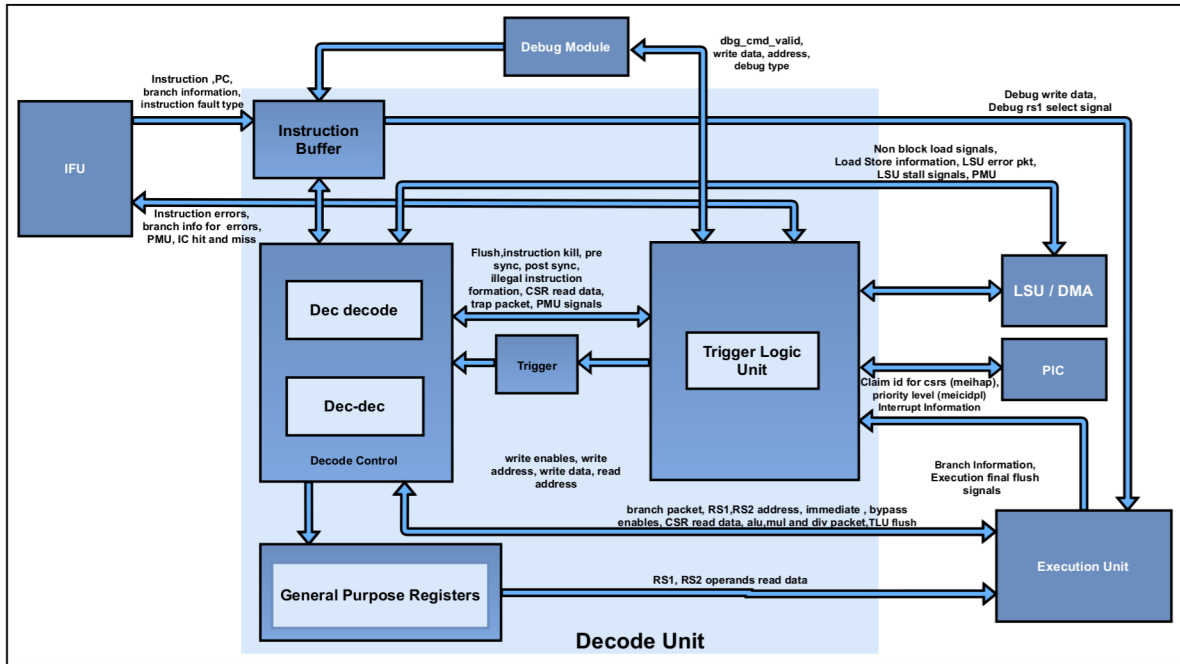 Debug Module
dbg_cmd_valid,
write data, address,
debug type
Instruction ,PC,
branch information,
instruction fault type
Debug write data,
Debug rs1 select signal
IFU
Instruction
Buffer
Non block load signals,
Load Store information, LSU error pkt,
LSU stall signals, PMU
Instruction errors,
branch info for errors,
PMU, IC hit and miss
Flush,instruction kill, pre
sync, post sync,
illegal instruction
formation, CSR read data,
trap packet, PMU signals
Dec decode
LSU / DMA
Trigger
Trigger Logic
Unit
PIC
Claim id for csrs (meihap),
priority level (meicidpl)
Interrupt Information
Dec-dec
Decode Control
write enables, write
address, write data, read
address
Branch Information,
Execution final flush
signals
branch packet, RS1,RS2 address, immediate , bypass
enables, CSR read data, alu,mul and div packet,TLU flush
Execution Unit
General Purpose Registers
RS1, RS2 operands read data
Decode Unit